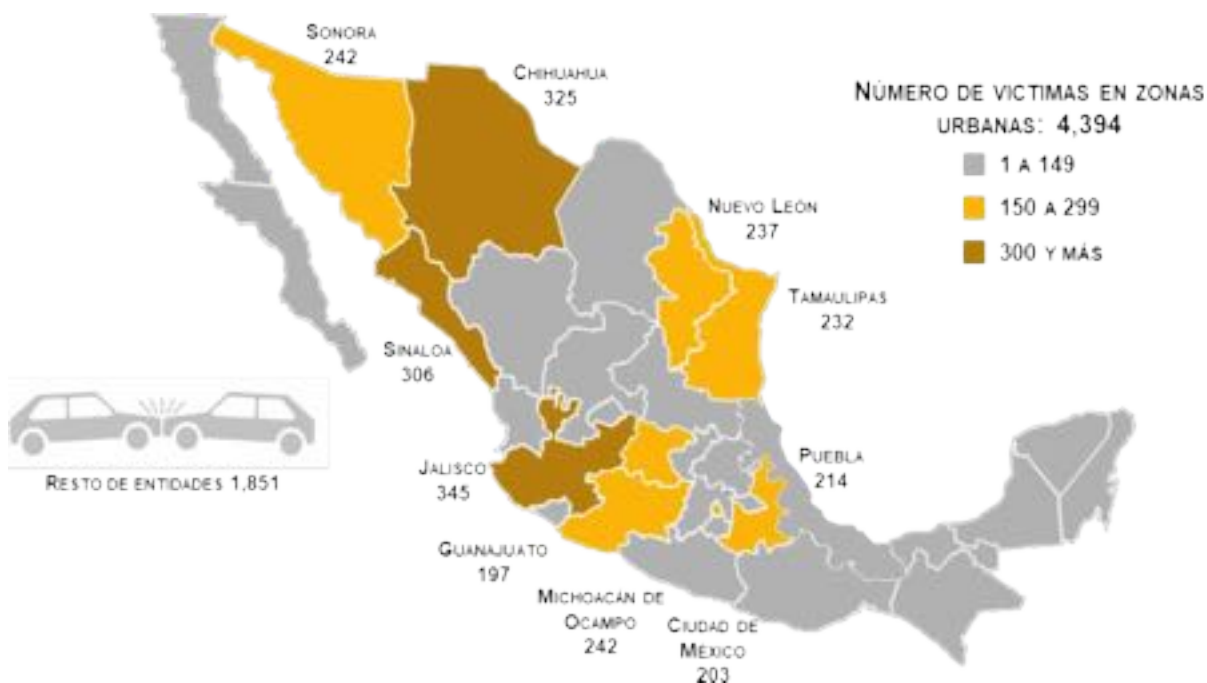 SONORA
242
CHIHUAHUA
325
NÚMERO DE VICTIMAS EN ZONAS
URBANAS: 4,394
1 A 149
150 A 299
300 Y MÁS
NUEVO LEÓN
237
TAMAULIPAS
232
SINALOA
306
RESTO DE ENTIDADES 1,851
JALISCO
345
PUEBLA
214
GUANAJUATO
197
MICHOACÁN DE
OCAMPO
242
CIUDAD DE
MÉXICO
203